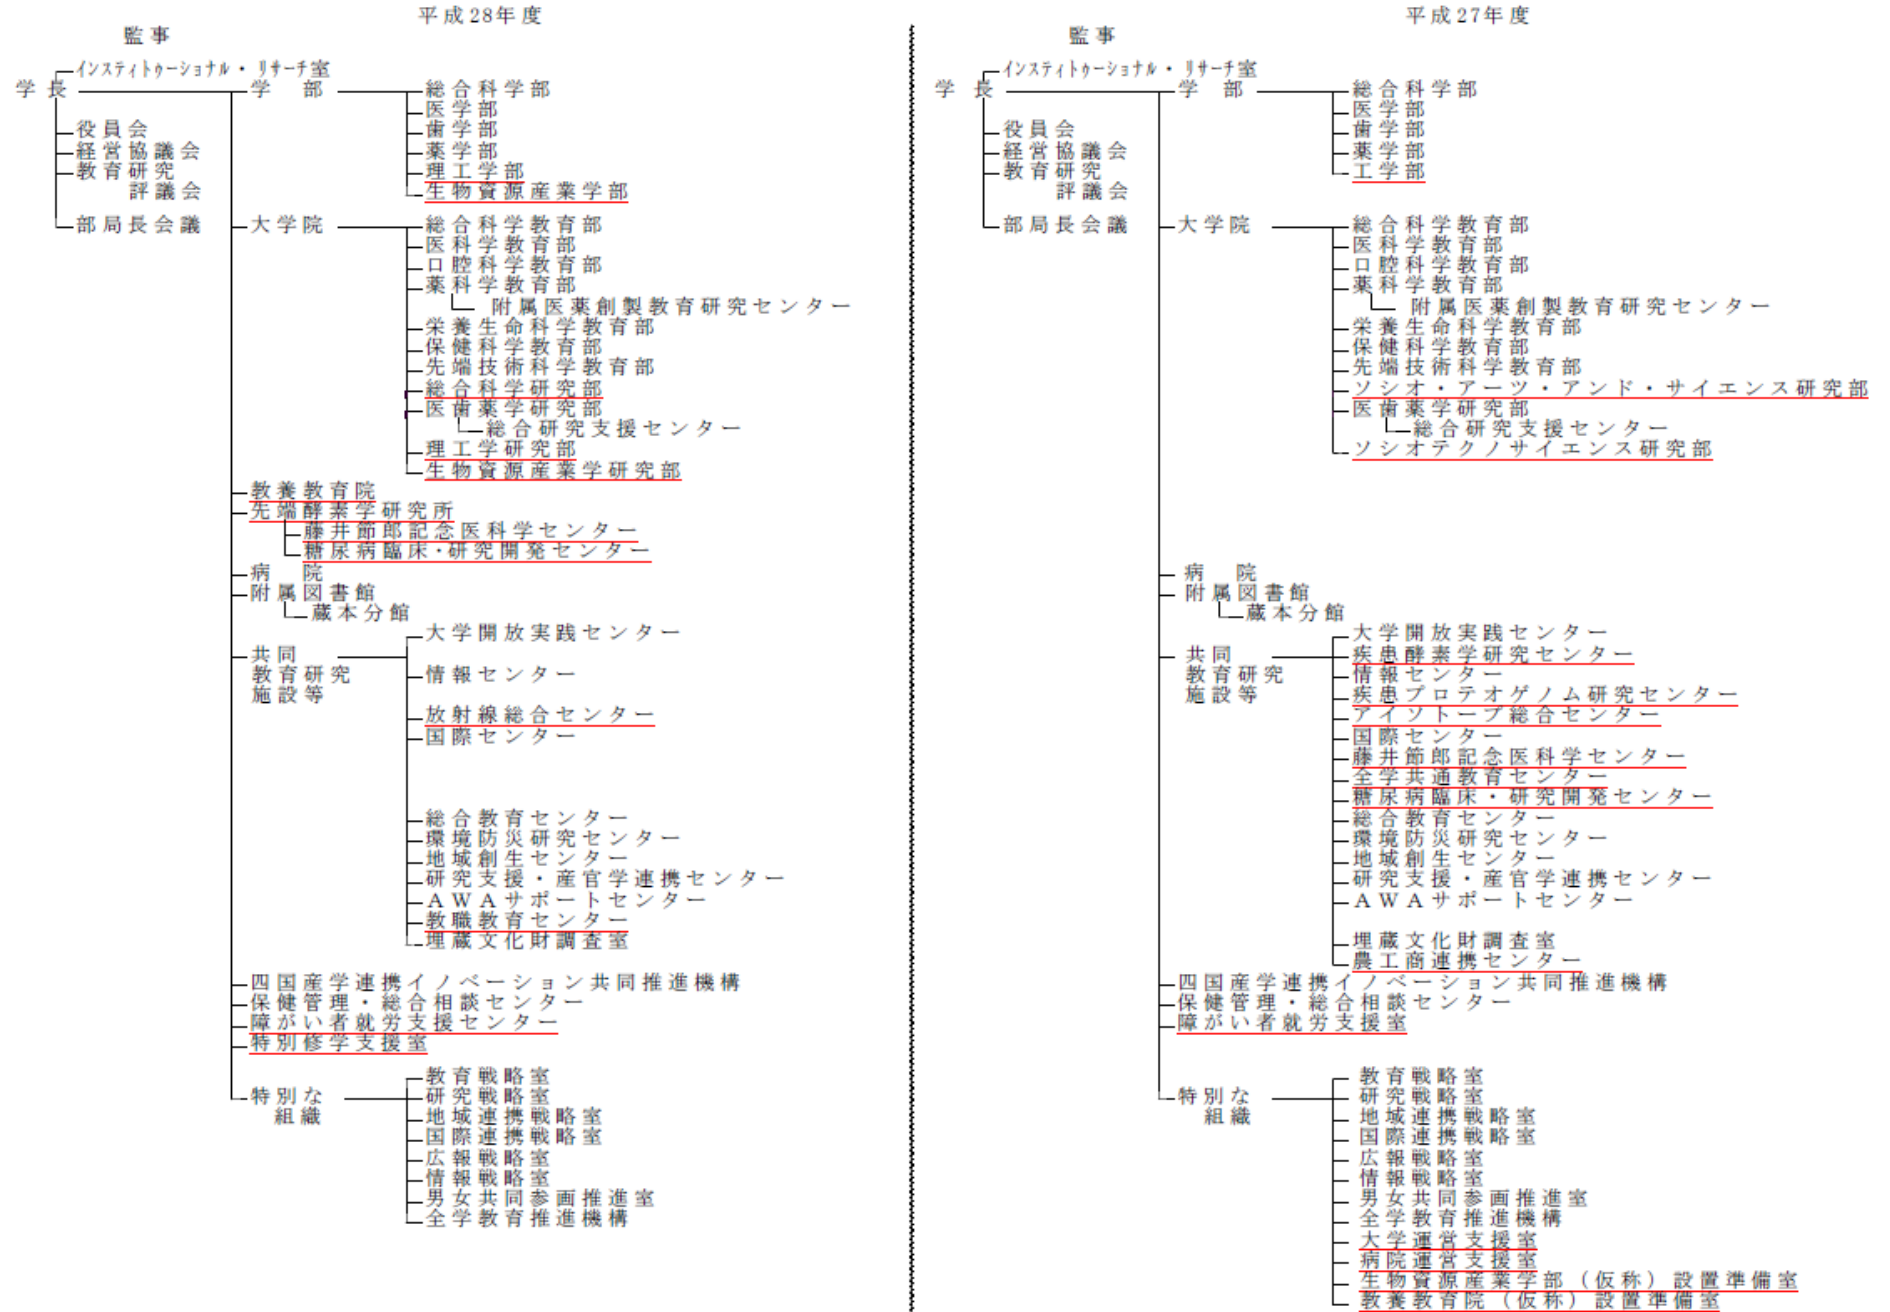 平成28年度
監事
インスティトゥーショナル・リサーチ室
学長
学部
総合科学部
医学部
歯学部
薬学部
理工学部
生物資源産業学部
役員会
経営協議会
教育研究
評議会
部局長会議
大学院
総合科学教育部
医科学教育部
口腔科学教育部
薬科学教育部
附属医薬創製教育研究センター
栄養生命科学教育部
保健科学教育部
先端技術科学教育部
総合科学研究部
医歯薬学研究部
総合研究支援センター
理工学研究部
生物資源産業学研究部
教養教育院
先端酵素学研究所
藤井節郎記念医科学センター
糖尿病臨床・研究開発センター
病院
附属図書館
蔵本分館
共同
教育研究
施設等
大学開放実践センター
情報センター
放射線総合センター
国際センター
総合教育センター
環境防災研究センター
地域創生センター
研究支援・産官学連携センター
AWAサポートセンター
教職教育センター
埋蔵文化財調査室
四国産学連携イノベーション共同推進機構
保健管理・総合相談センター
障がい者就労支援センター
特別修学支援室
特別な
組織
教育戦略室
研究戦略室
地域連携戦略室
国際連携戦略室
広報戦略室
情報戦略室
男女共同参画推進室
全学教育推進機構
平成27年度
監事
インスティトゥーショナル・リサーチ室
学長
学部
総合科学部
医学部
歯学部
薬学部
工学部
役員会
経営協議会
教育研究
評議会
部局長会議
大学院
総合科学教育部
医科学教育部
口腔科学教育部
薬科学教育部
附属医薬創製教育研究センター
栄養生命科学教育部
保健科学教育部
先端技術科学教育部
ソシオ・アーツ・アンド・サイエンス研究部
医歯薬学研究部
総合研究支援センター
ソシオテクノサイエンス研究部
病院
附属図書館
蔵本分館
共同
教育研究
施設等
大学開放実践センター
疾患酵素学研究センター
情報センター
疾患プロテオゲノム研究センター
アイソトープ総合センター
国際センター
藤井節郎記念医科学センター
全学共通教育センター
糖尿病臨床・研究開発センター
総合教育センター
環境防災研究センター
地域創生センター
研究支援・産官学連携センター
AWAサポートセンター
埋蔵文化財調査室
農工商連携センター
四国産学連携イノベーション共同推進機構
保健管理・総合相談センター
障がい者就労支援室
特別な
組織
教育戦略室
研究戦略室
地域連携戦略室
国際連携戦略室
広報戦略室
情報戦略室
男女共同参画推進室
全学教育推進機構
大学運営支援室
病院運営支援室
生物資源産業学部（仮称）設置準備室
教養教育院（仮称）設置準備室